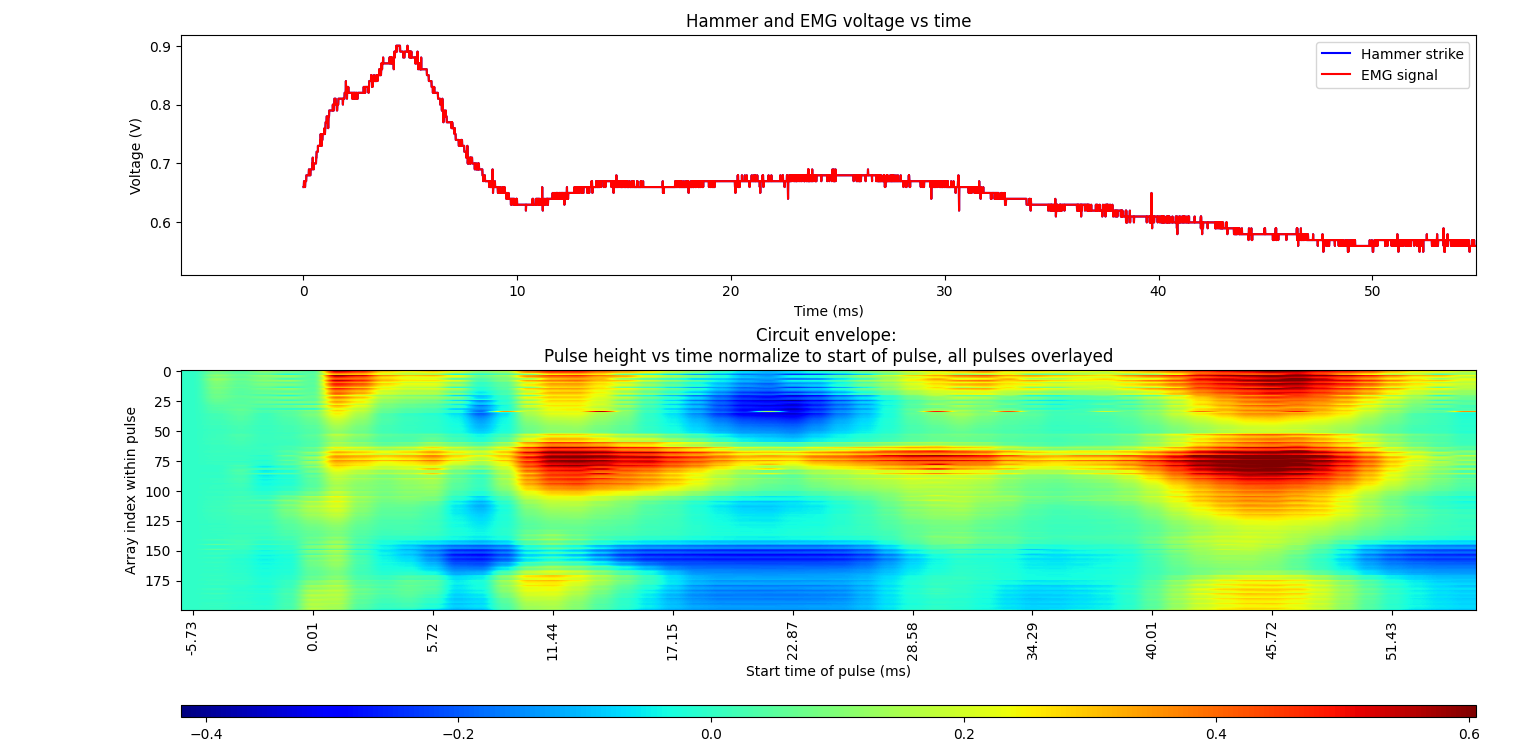 Hammer and EMG voltage vs time
Hammer strike
EMG signal
0.9
0.8
0.7
0.6
Voltage (V)
0 10 20 30 40 50
Time (ms)
Circuit envelope:
Pulse height vs time normalize to start of pulse, all pulses overlayed
0
25
50
75
100
125
150
175
Array index within pulse
-5.73 0.01 5.72 11.44 17.15 22.87 28.58 34.29 40.01 45.72 51.43
Start time of pulse (ms)
−0.4 −0.2 0.0 0.2 0.4 0.6